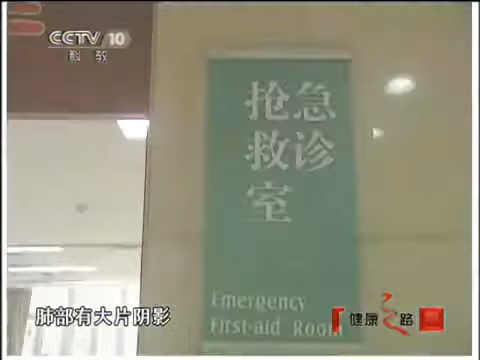 CCTV 10
科教
抢急
救诊
室
Emergency
First-aid Room
肺部有大片阴影
健康之路